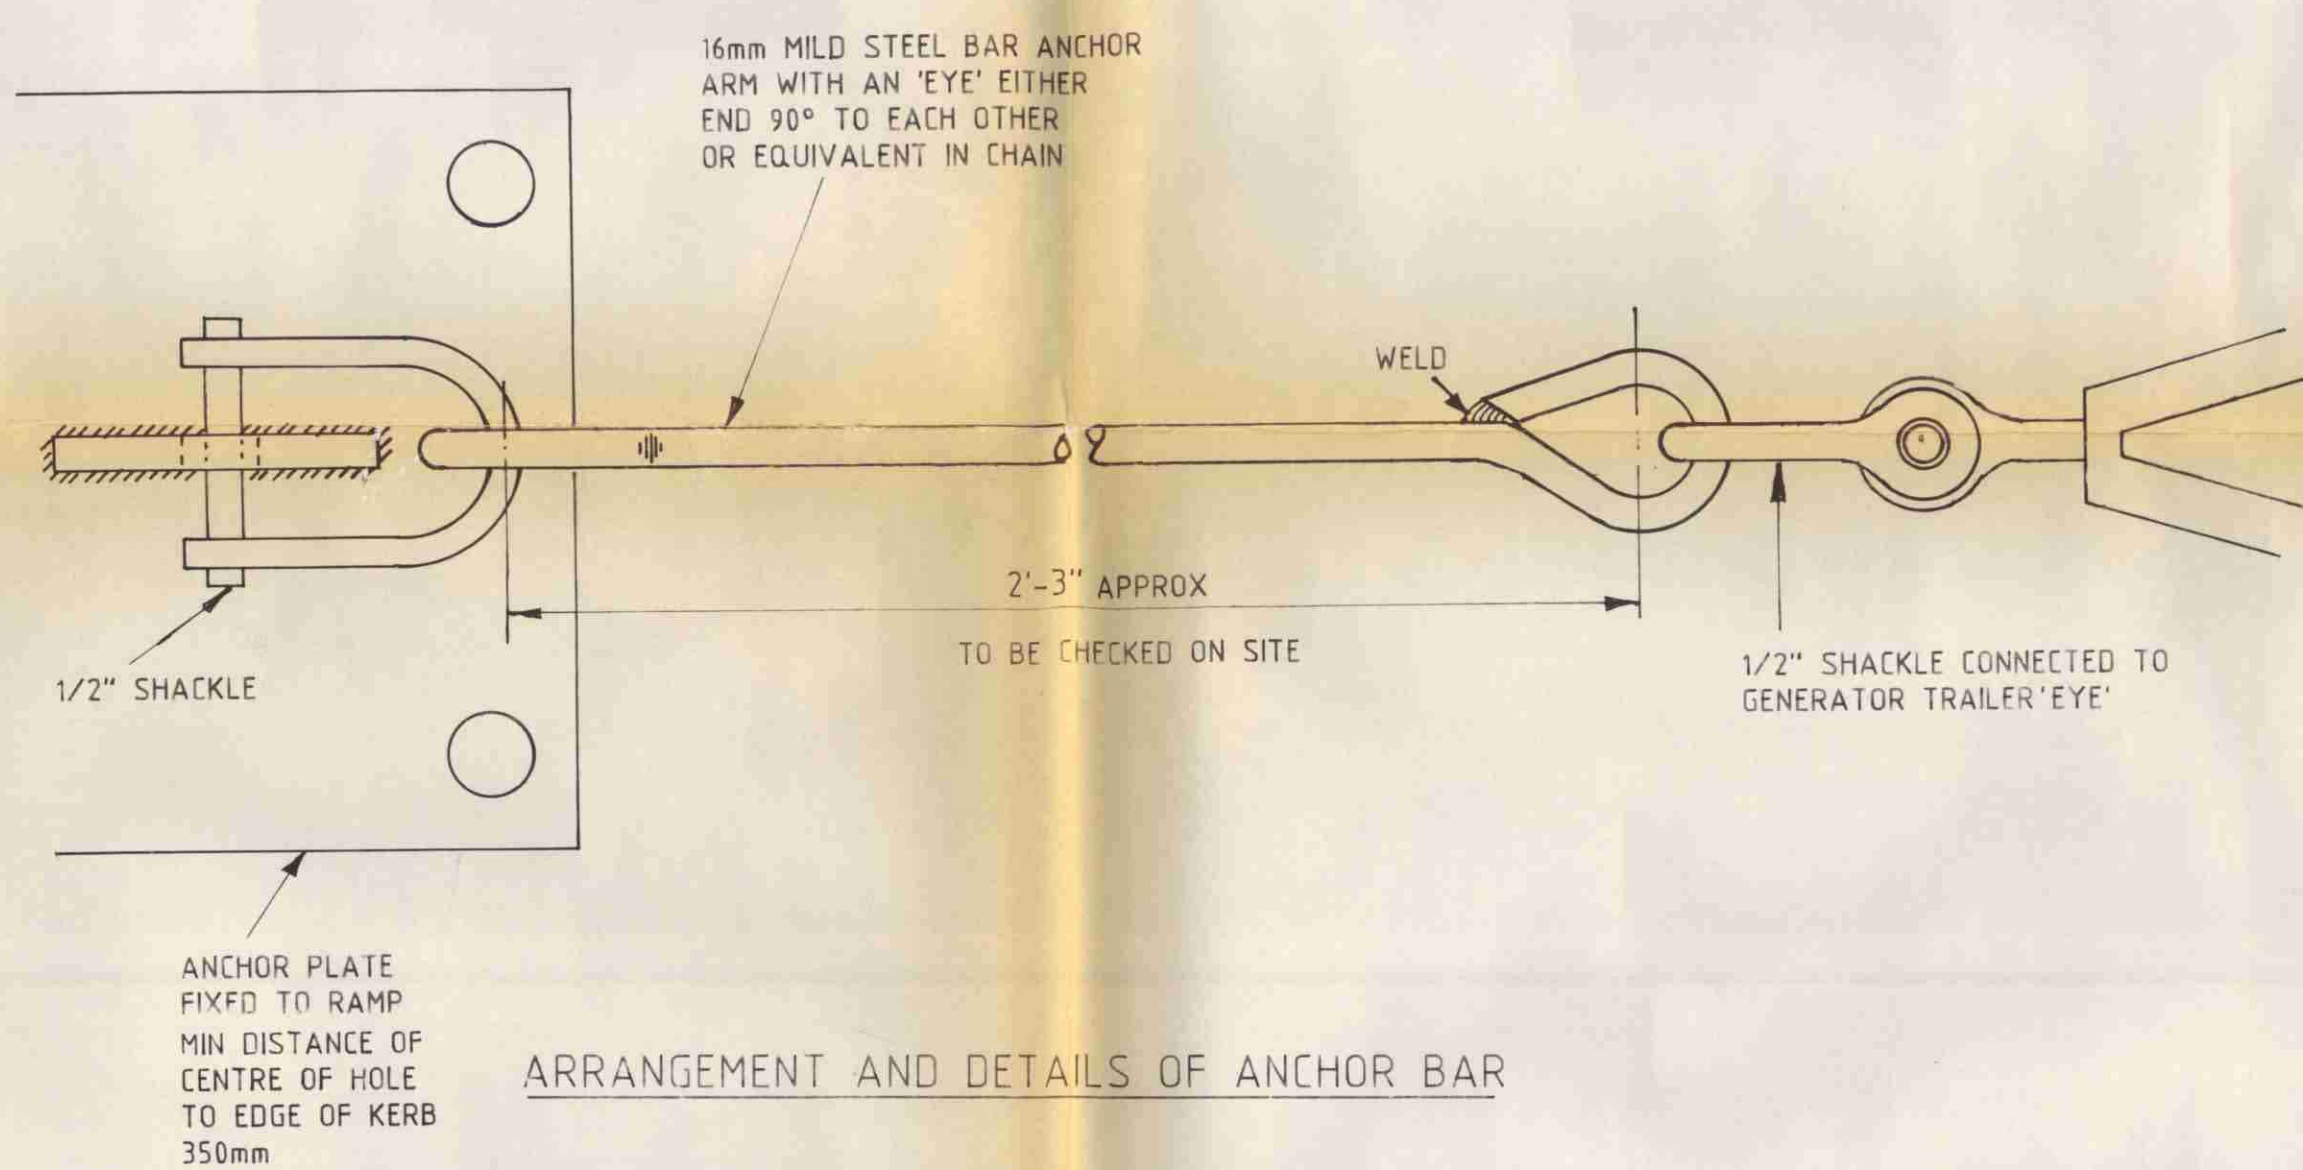 16mm MILD STEEL BAR ANCHOR
ARM WITH AN 'EYE' EITHER
END 90° TO EACH OTHER
OR EQUIVALENT IN CHAIN
WELD
2'-3" APPROX
TO BE CHECKED ON SITE
1/2" SHACKLE
1/2" SHACKLE CONNECTED TO
GENERATOR TRAILER 'EYE'
ANCHOR PLATE
FIXED TO RAMP
MIN DISTANCE OF
CENTRE OF HOLE
TO EDGE OF KERB
350mm
ARRANGEMENT AND DETAILS OF ANCHOR BAR